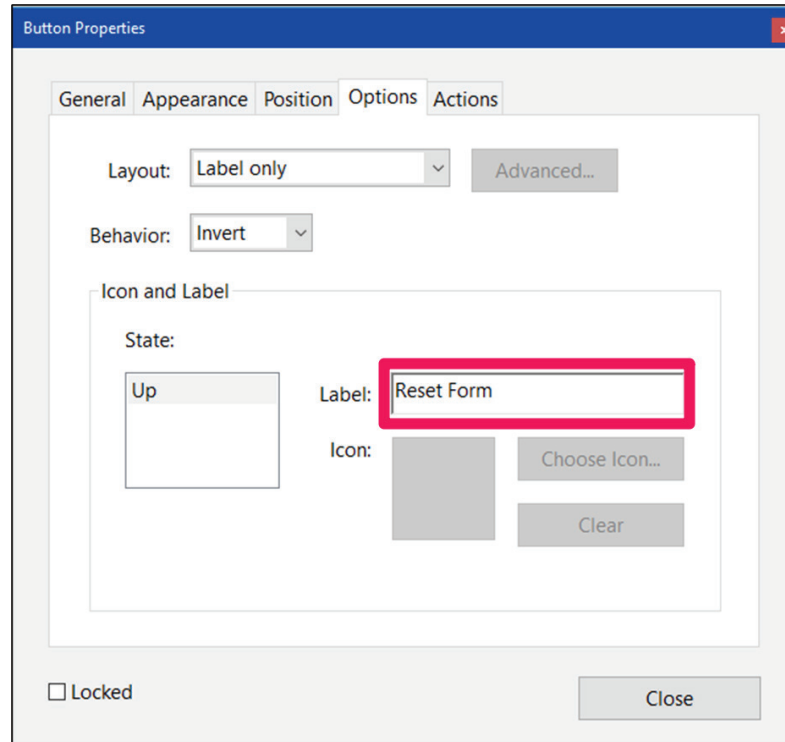 Button Properties
General Appearance Position Options Actions
Layout: Label only Advanced...
Behavior: Invert
Icon and Label
State:
Up Label: Reset Form
Icon: Choose Icon...
Clear
Locked Close